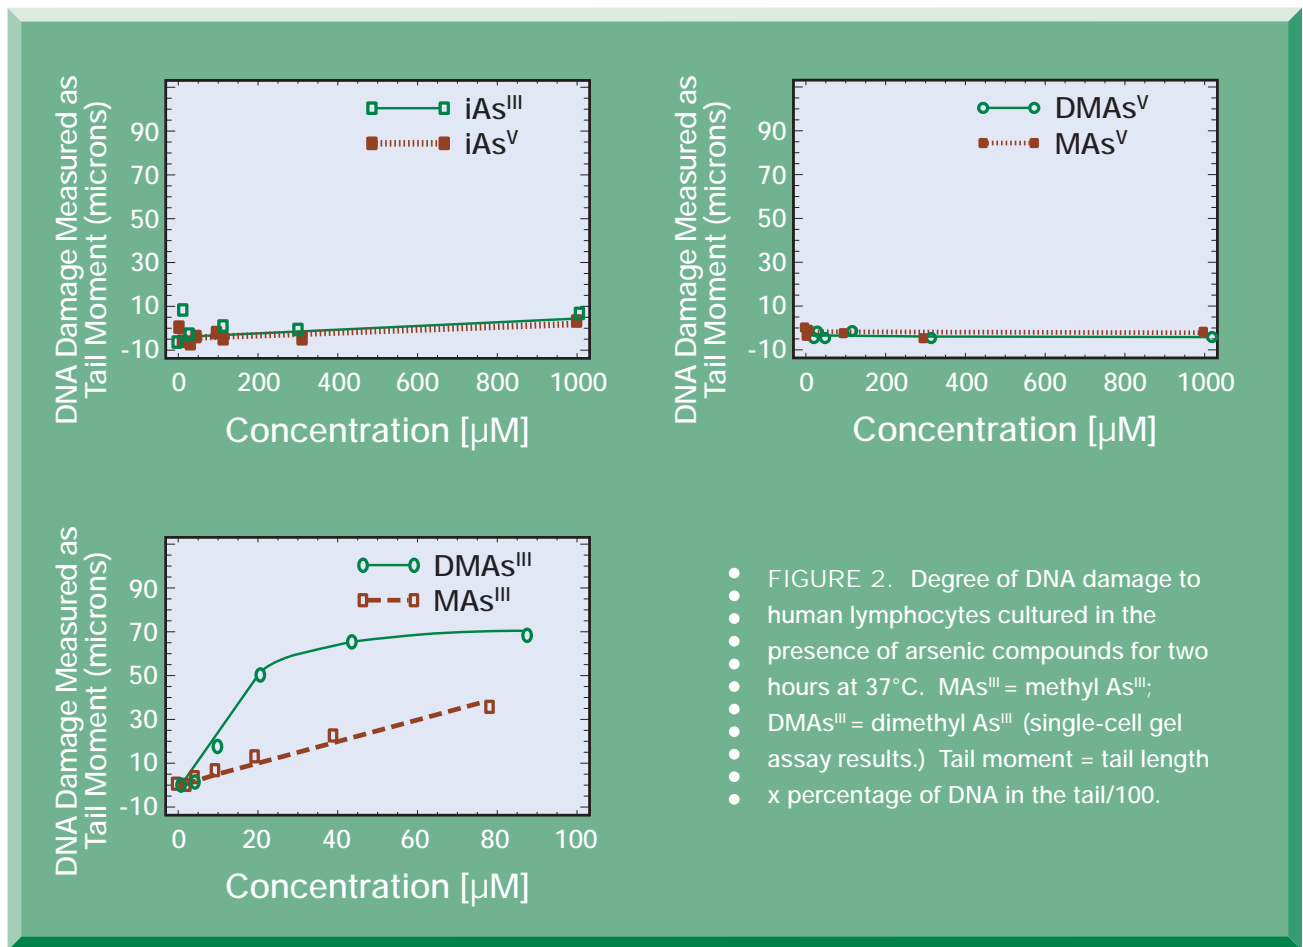 DNA Damage Measured as
Tail Moment (microns)
90
70
50
30
10
-10
iAsᴵᴵᴵ
iAsⱽ
0 200 400 600 800 1000
Concentration [µM]
DNA Damage Measured as
Tail Moment (microns)
90
70
50
30
10
-10
DMAsⱽ
MAsⱽ
0 200 400 600 800 1000
Concentration [µM]
DNA Damage Measured as
Tail Moment (microns)
90
70
50
30
10
-10
DMAsᴵᴵᴵ
MAsᴵᴵᴵ
0 20 40 60 80 100
Concentration [µM]
FIGURE 2. Degree of DNA damage to
human lymphocytes cultured in the
presence of arsenic compounds for two
hours at 37°C. MAsᴵᴵᴵ = methyl Asᴵᴵᴵ;
DMAsᴵᴵᴵ = dimethyl Asᴵᴵᴵ (single-cell gel
assay results.) Tail moment = tail length
x percentage of DNA in the tail/100.